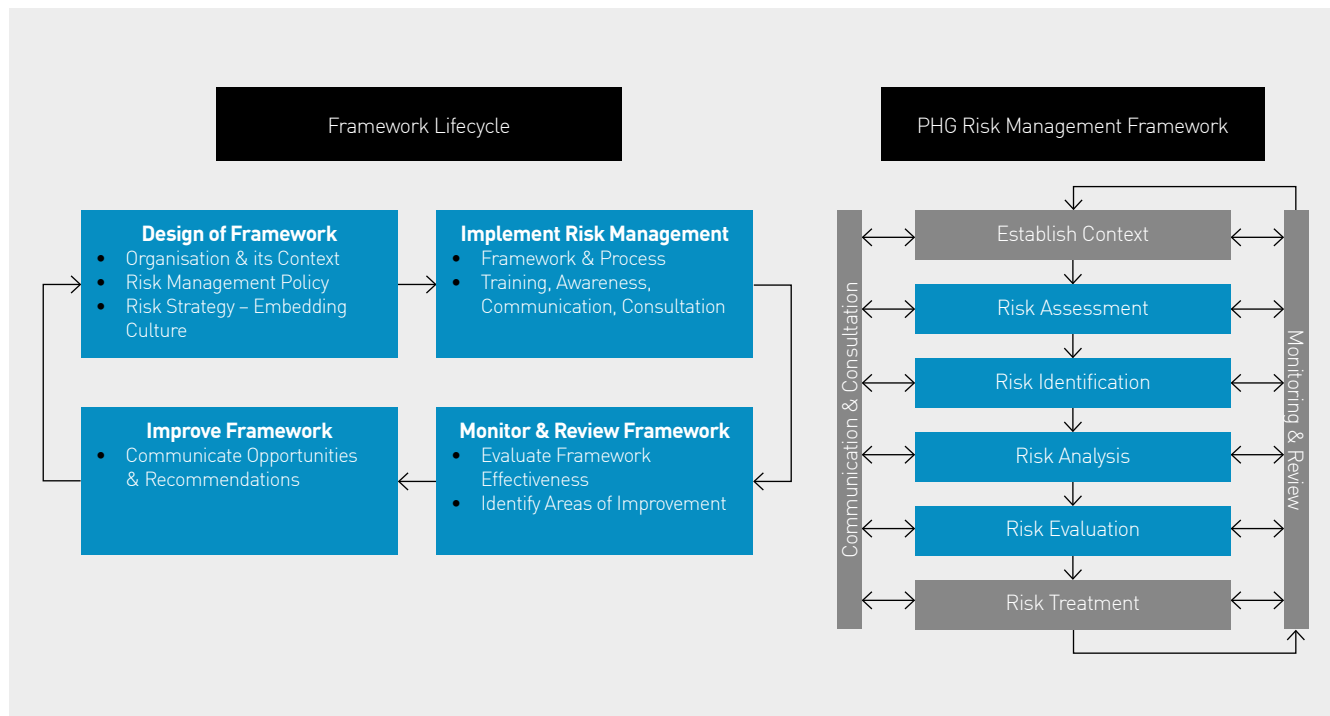 Framework Lifecycle
Design of Framework
• Organisation & its Context
• Risk Management Policy
• Risk Strategy – Embedding
Culture
Implement Risk Management
• Framework & Process
• Training, Awareness,
Communication, Consultation
Improve Framework
• Communicate Opportunities
& Recommendations
Monitor & Review Framework
• Evaluate Framework
Effectiveness
• Identify Areas of Improvement
PHG Risk Management Framework
Communication & Consultation
Establish Context
Risk Assessment
Risk Identification
Risk Analysis
Risk Evaluation
Risk Treatment
Monitoring & Review